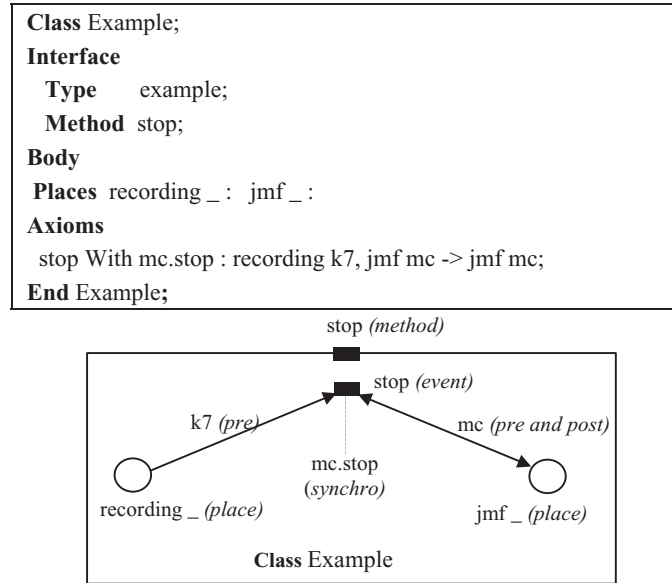 Class Example;
Interface
Type example;
Method stop;
Body
Places recording _ : jmf _ :
Axioms
stop With mc.stop : recording k7, jmf mc -> jmf mc;
End Example;
stop (method)
stop (event)
k7 (pre)
mc (pre and post)
mc.stop
(synchro)
recording _ (place)
jmf _ (place)
Class Example